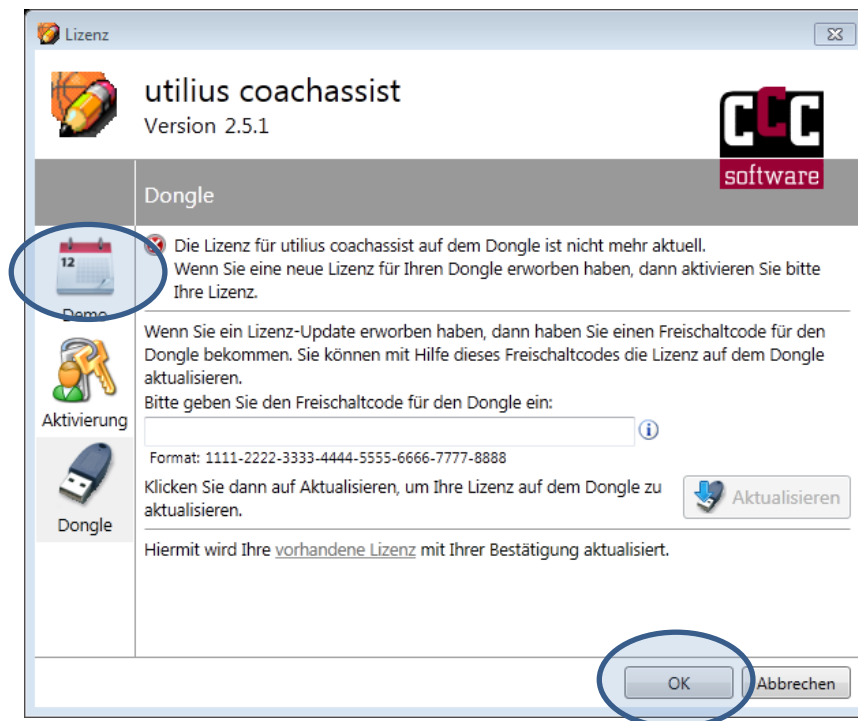 Lizenz
utilius coachassist
Version 2.5.1
CCC
software
Dongle
12
Demo
Aktivierung
Dongle
Die Lizenz für utilius coachassist auf dem Dongle ist nicht mehr aktuell.
Wenn Sie eine neue Lizenz für Ihren Dongle erworben haben, dann aktivieren Sie bitte
Ihre Lizenz.
Wenn Sie ein Lizenz-Update erworben haben, dann haben Sie einen Freischaltcode für den
Dongle bekommen. Sie können mit Hilfe dieses Freischaltcodes die Lizenz auf dem Dongle
aktualisieren.
Bitte geben Sie den Freischaltcode für den Dongle ein:
Format: 1111-2222-3333-4444-5555-6666-7777-8888
Klicken Sie dann auf Aktualisieren, um Ihre Lizenz auf dem Dongle zu
aktualisieren.
Aktualisieren
Hiermit wird Ihre vorhandene Lizenz mit Ihrer Bestätigung aktualisiert.
OK
Abbrechen